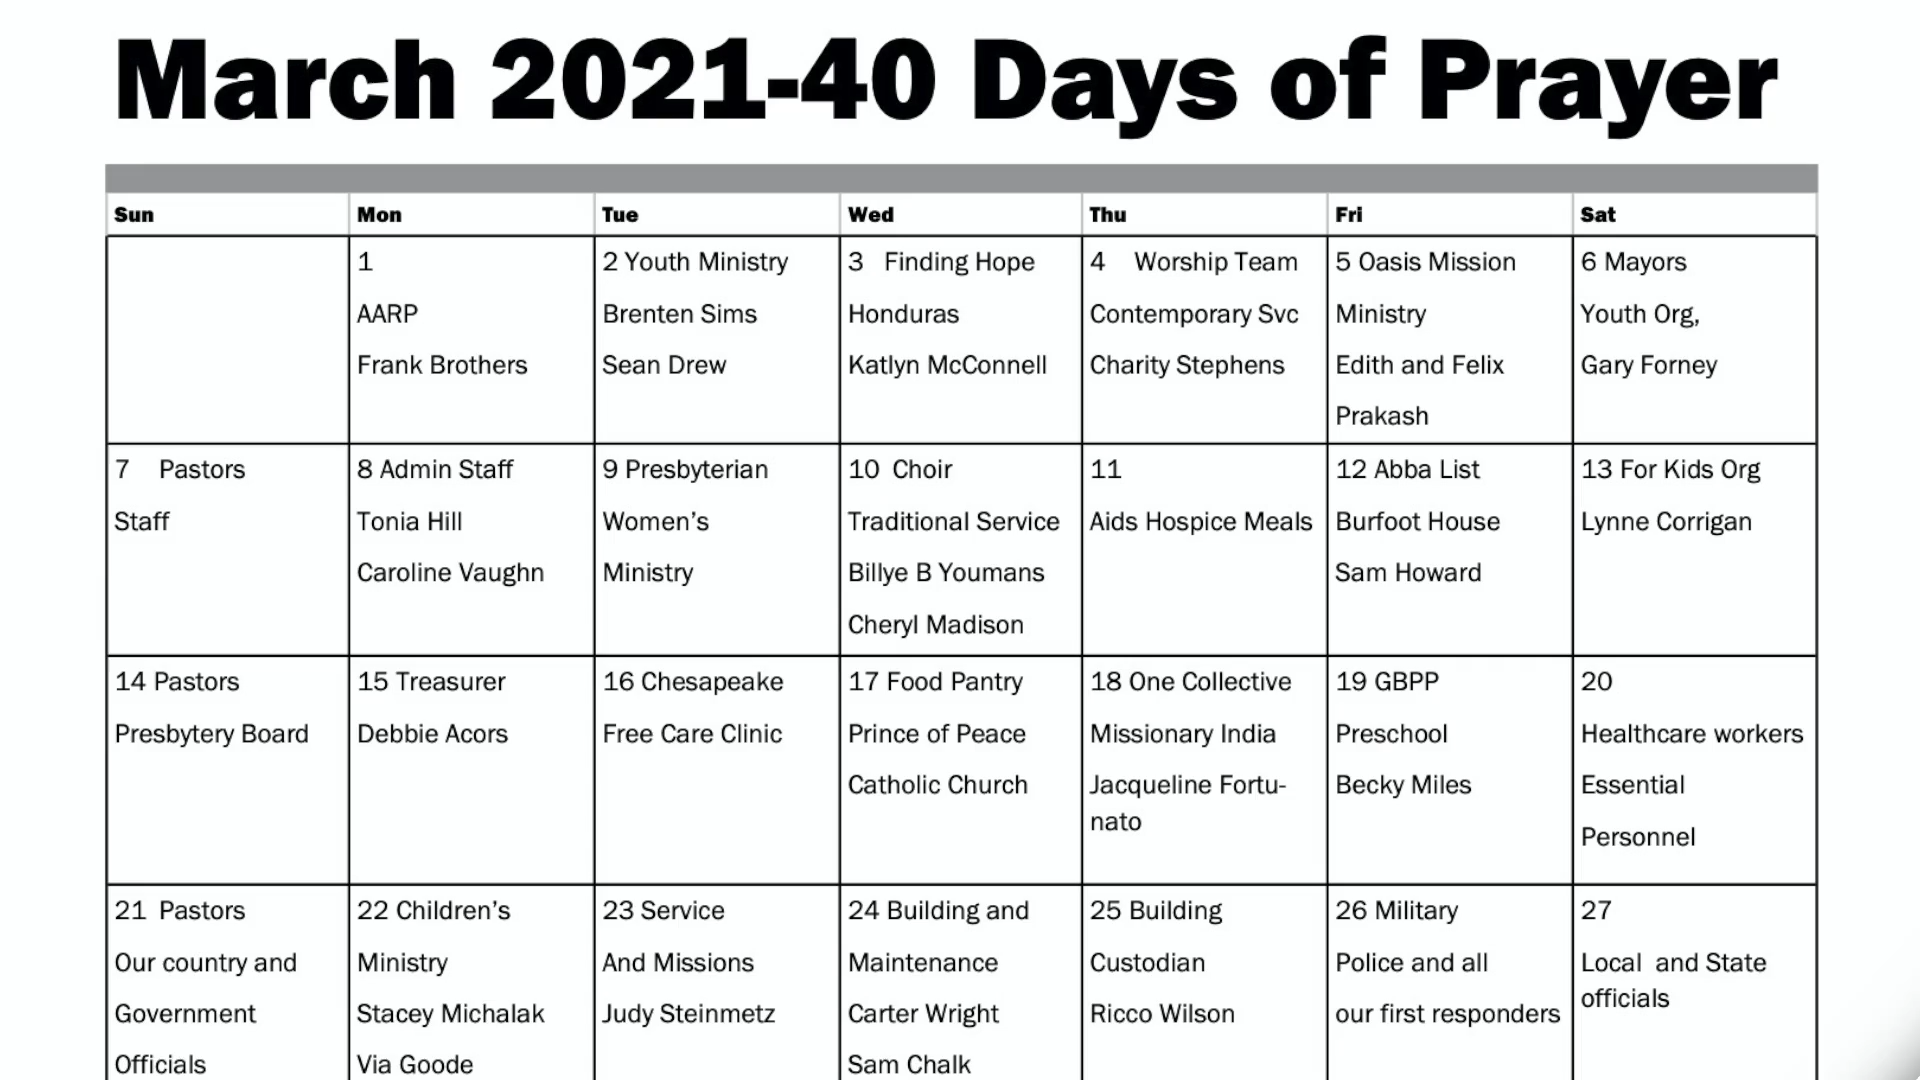 March 2021-40 Days of Prayer
Sun
Mon
Tue
Wed
Thu
Fri
Sat
1
AARP
Frank Brothers
2 Youth Ministry
Brenten Sims
Sean Drew
3 Finding Hope
Honduras
Katlyn McConnell
4 Worship Team
Contemporary Svc
Charity Stephens
5 Oasis Mission
Ministry
Edith and Felix
Prakash
6 Mayors
Youth Org,
Gary Forney
7 Pastors
Staff
8 Admin Staff
Tonia Hill
Caroline Vaughn
9 Presbyterian
Women’s
Ministry
10 Choir
Traditional Service
Billye B Youmans
Cheryl Madison
11
Aids Hospice Meals
12 Abba List
Burfoot House
Sam Howard
13 For Kids Org
Lynne Corrigan
14 Pastors
Presbytery Board
15 Treasurer
Debbie Acors
16 Chesapeake
Free Care Clinic
17 Food Pantry
Prince of Peace
Catholic Church
18 One Collective
Missionary India
Jacqueline Fortu-
nato
19 GBPP
Preschool
Becky Miles
20
Healthcare workers
Essential
Personnel
21 Pastors
Our country and
Government
Officials
22 Children’s
Ministry
Stacey Michalak
Via Goode
23 Service
And Missions
Judy Steinmetz
24 Building and
Maintenance
Carter Wright
Sam Chalk
25 Building
Custodian
Ricco Wilson
26 Military
Police and all
our first responders
27
Local and State
officials